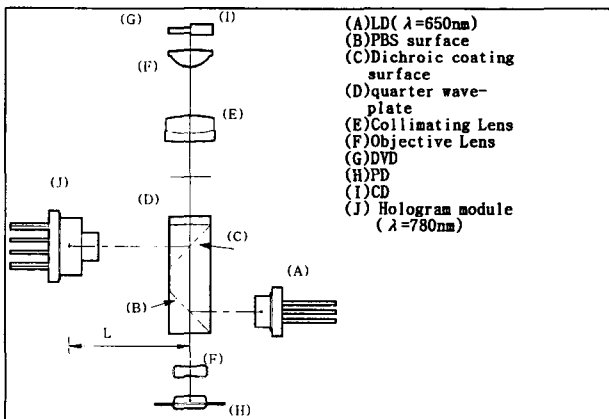 (G)
(I)
(F)
(E)
(J)
(D)
(C)
(A)
(B)
L
(F)
(H)
(A)LD( λ=650nm)
(B)PBS surface
(C)Dichroic coating
surface
(D)quarter wave-
plate
(E)Collimating Lens
(F)Objective Lens
(G)DVD
(H)PD
(I)CD
(J) Hologram module
( λ=780nm)